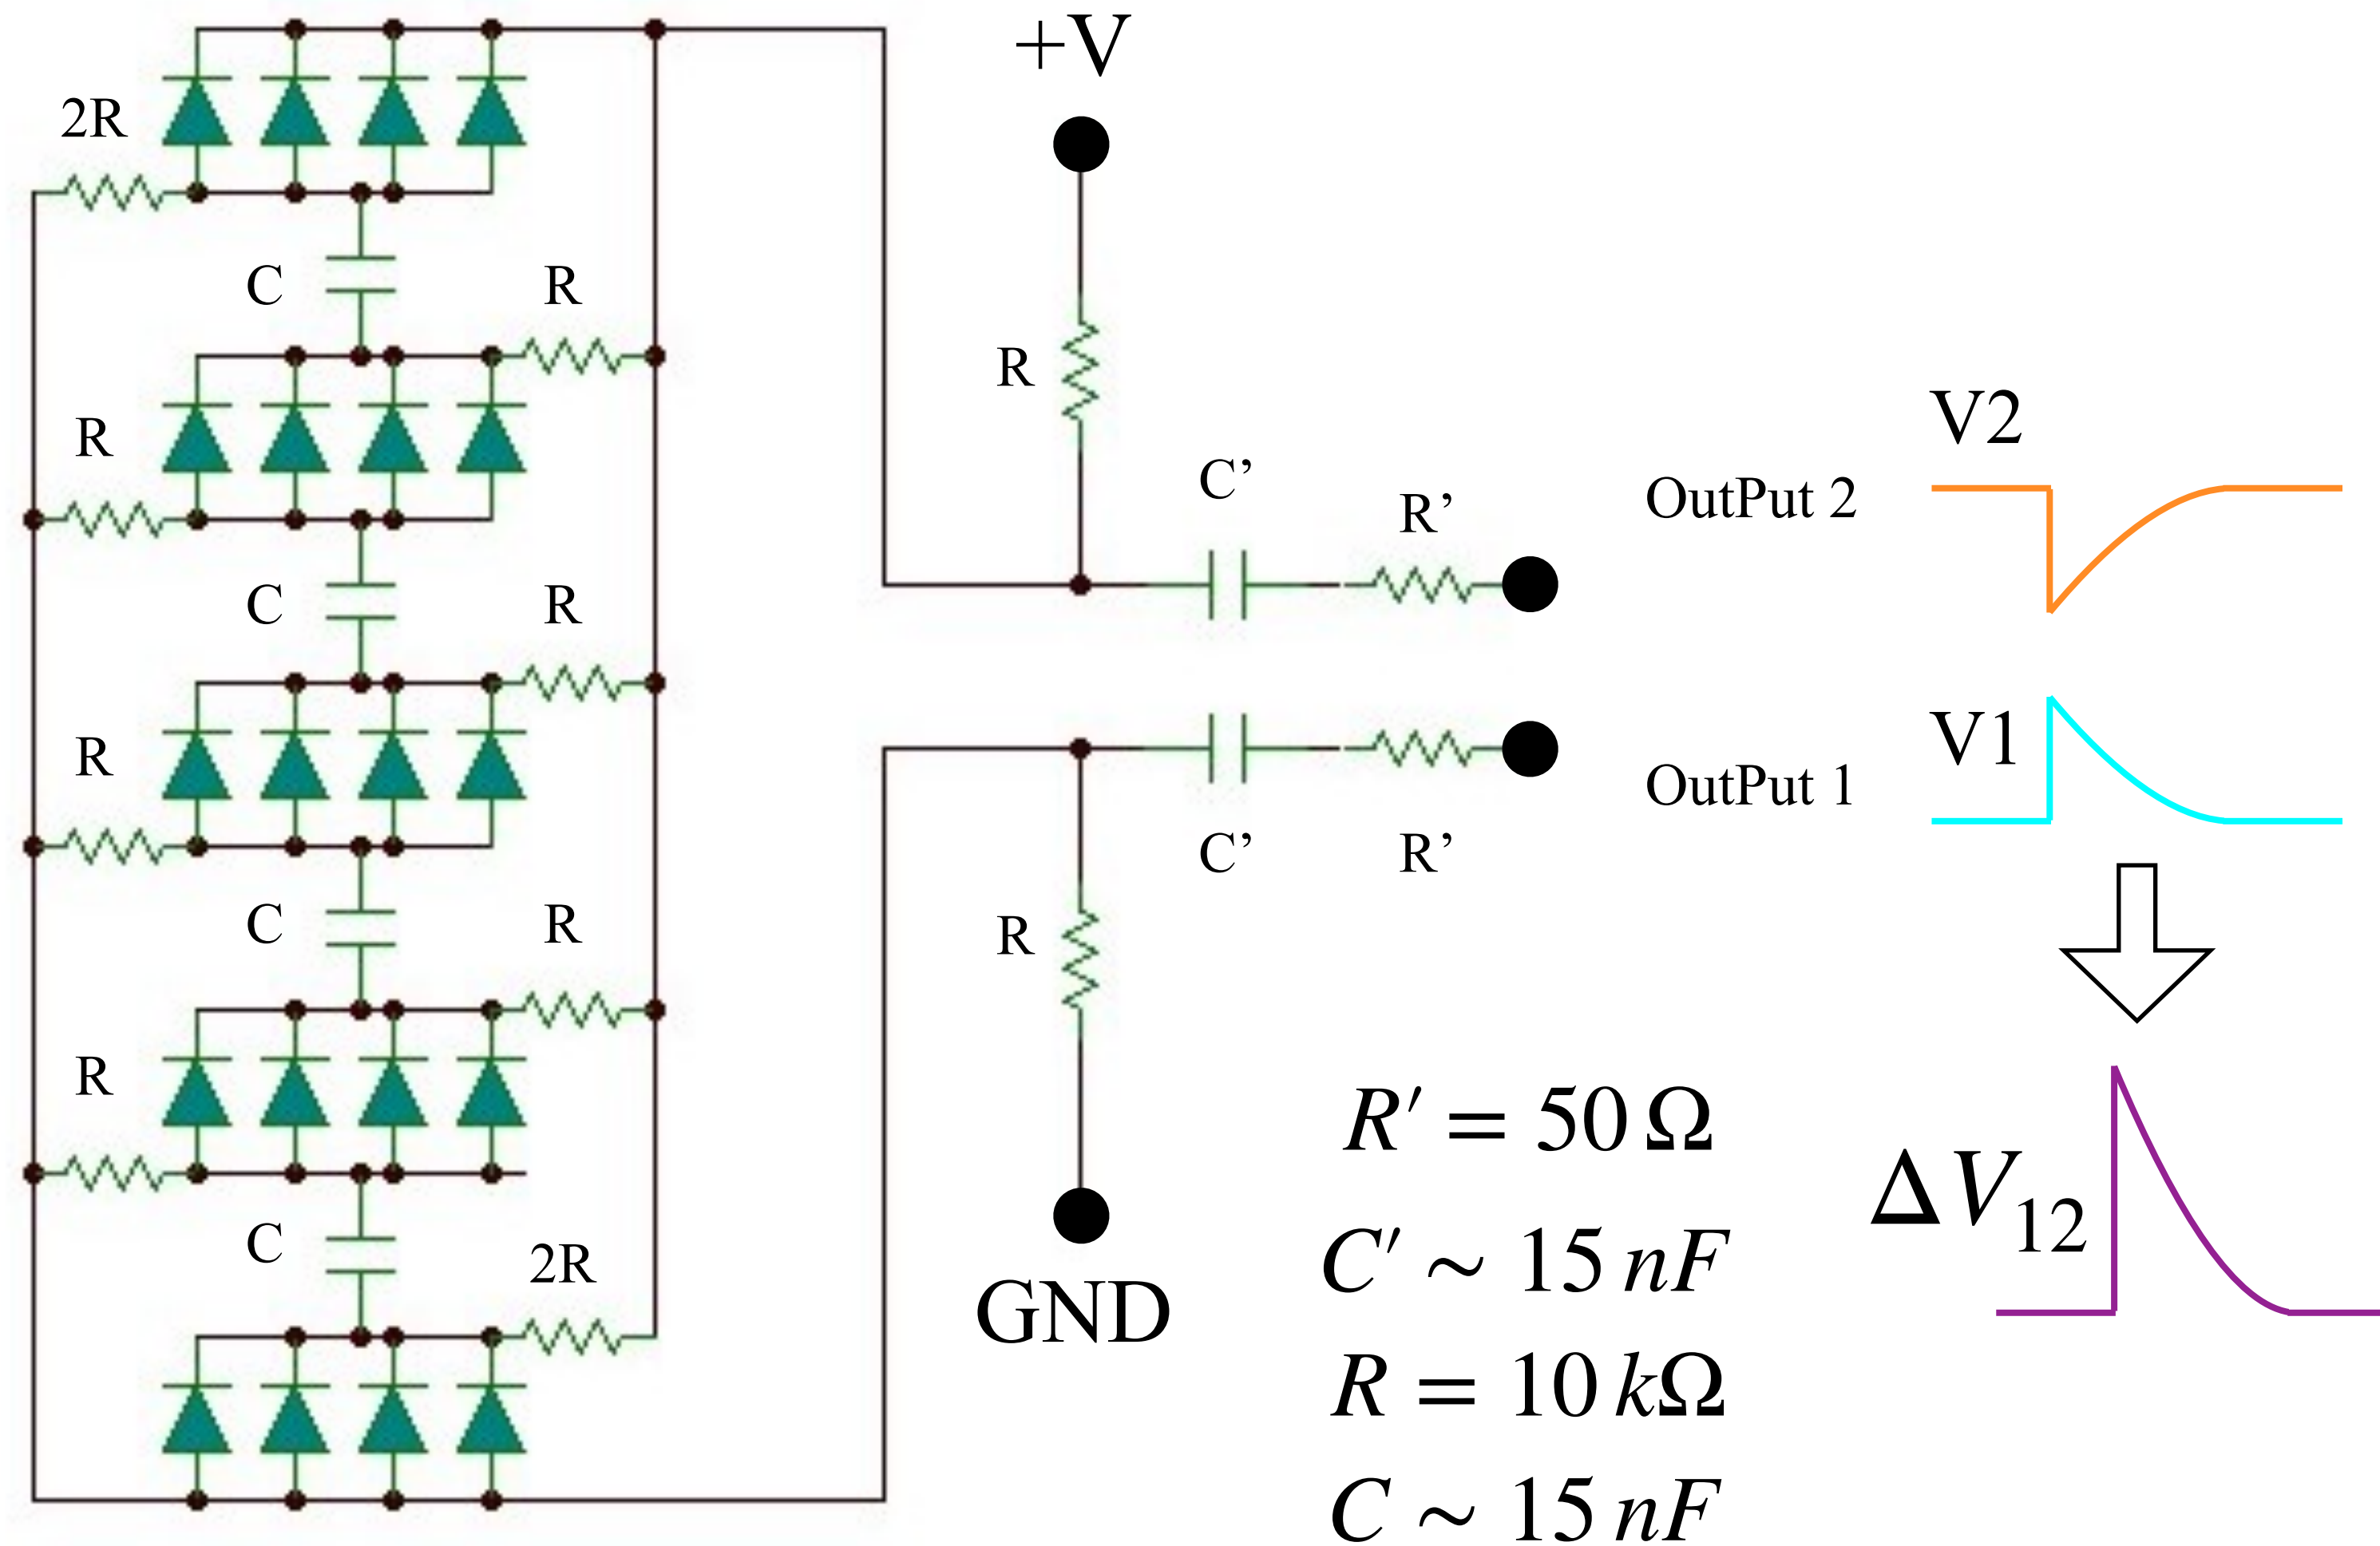 +V
2R
C
R
R
R
C'
R'
OutPut 2
V2
C
R
R
V1
OutPut 1
C'
R'
C
R
R
R
GND
C
2R
R′ = 50 Ω
C′ ~ 15 nF
R = 10 kΩ
C ~ 15 nF
ΔV12